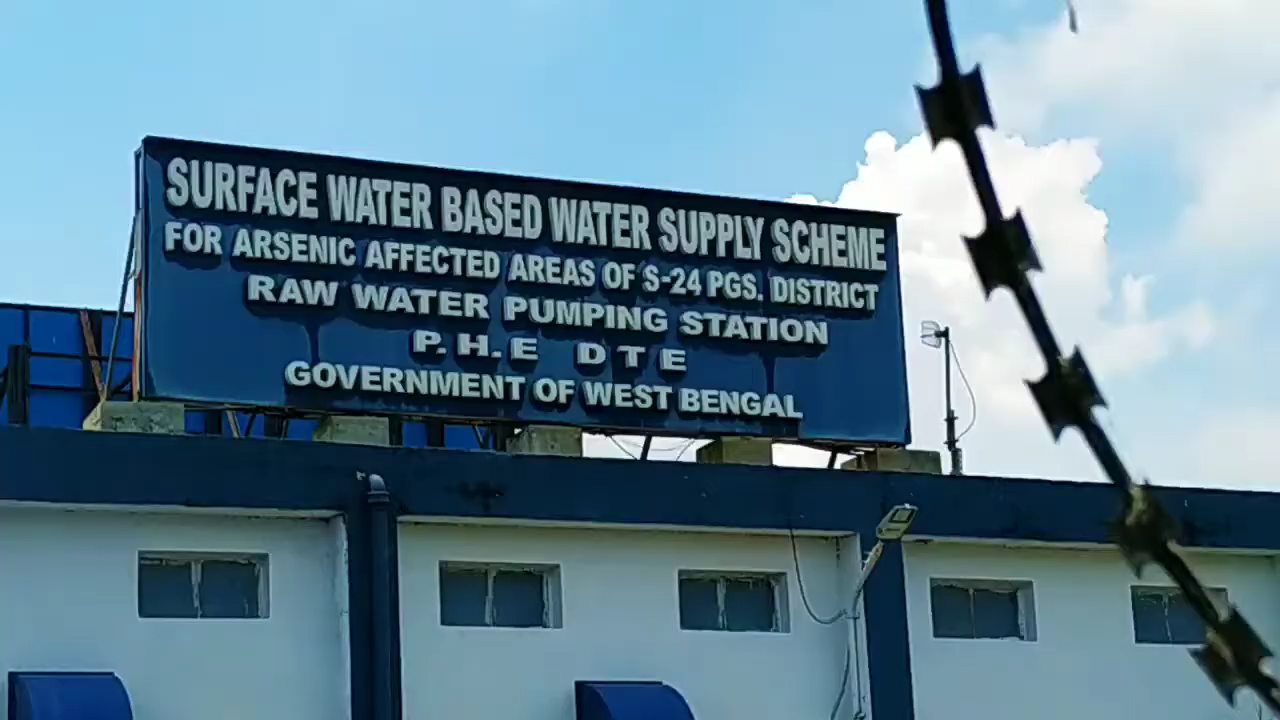 SURFACE WATER BASED WATER SUPPLY SCHEME
FOR ARSENIC AFFECTED AREAS OF S-24 PGS. DISTRICT
RAW WATER PUMPING STATION
P.H.E DTE
GOVERNMENT OF WEST BENGAL